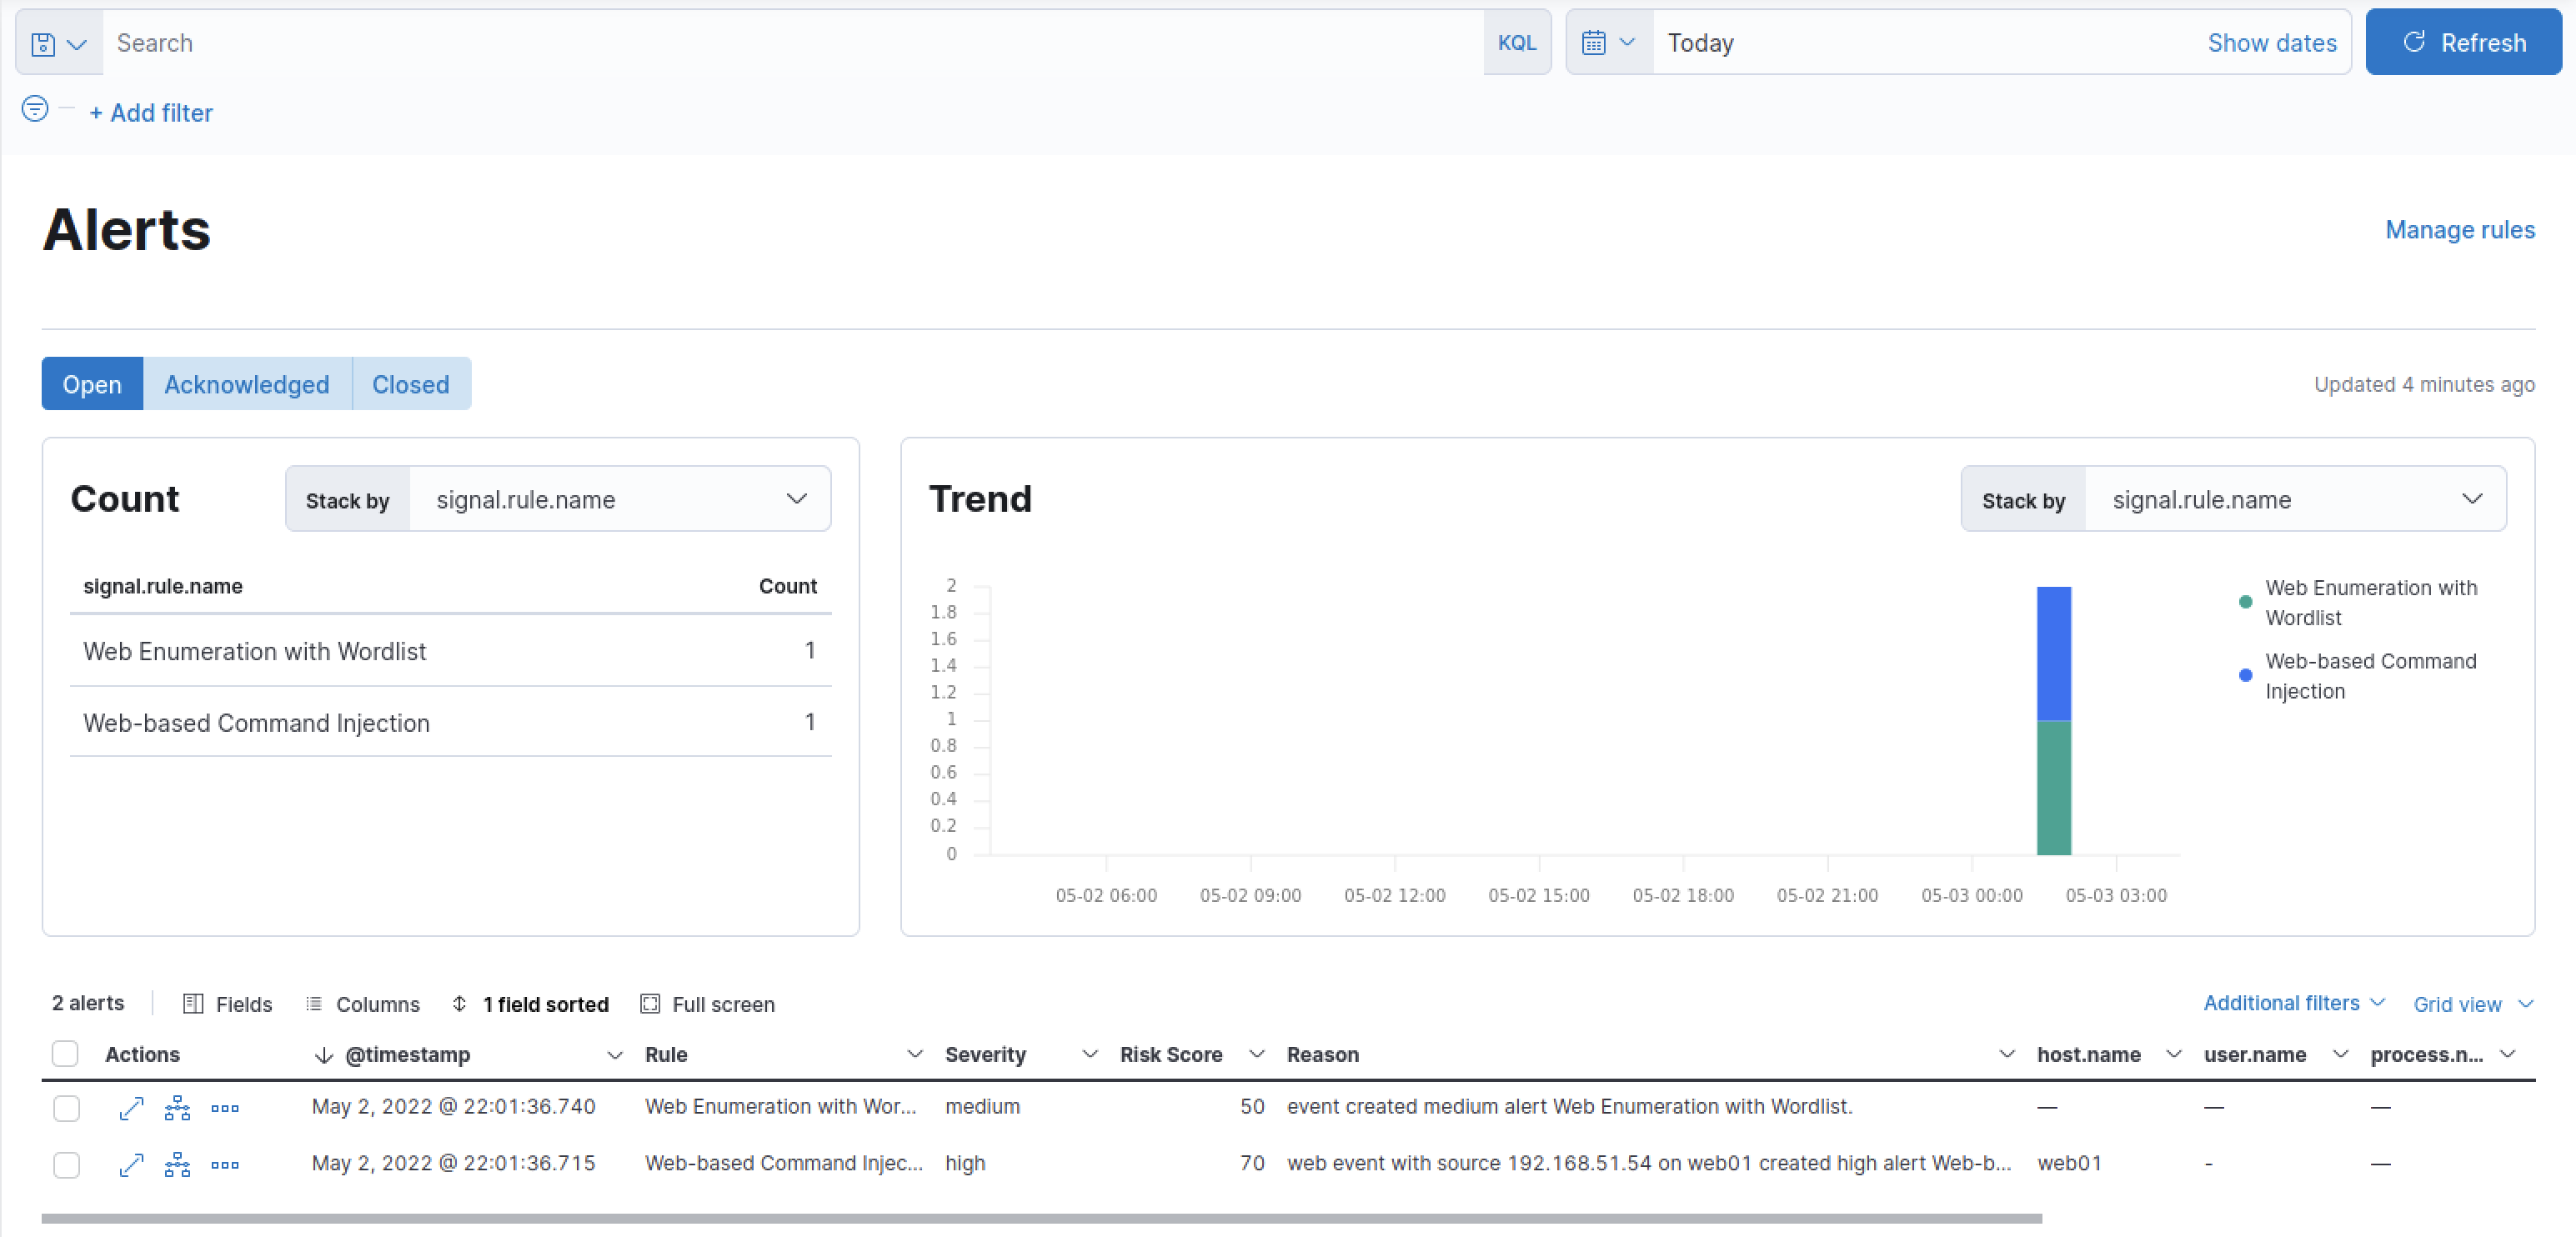 Search
KQL
Today
Show dates
Refresh
+ Add filter
Alerts
Manage rules
Open
Acknowledged
Closed
Updated 4 minutes ago
Count
Stack by
signal.rule.name
signal.rule.name Count
Web Enumeration with Wordlist 1
Web-based Command Injection 1
Trend
Stack by
signal.rule.name
2
1.8
1.6
1.4
1.2
1
0.8
0.6
0.4
0.2
0
05-02 06:00 05-02 09:00 05-02 12:00 05-02 15:00 05-02 18:00 05-02 21:00 05-03 00:00 05-03 03:00
Web Enumeration with
Wordlist
Web-based Command
Injection
2 alerts Fields Columns 1 field sorted Full screen Additional filters Grid view
Actions @timestamp Rule Severity Risk Score Reason host.name user.name process.n...
May 2, 2022 @ 22:01:36.740 Web Enumeration with Wor... medium 50 event created medium alert Web Enumeration with Wordlist. — — —
May 2, 2022 @ 22:01:36.715 Web-based Command Injec... high 70 web event with source 192.168.51.54 on web01 created high alert Web-b... web01 - —